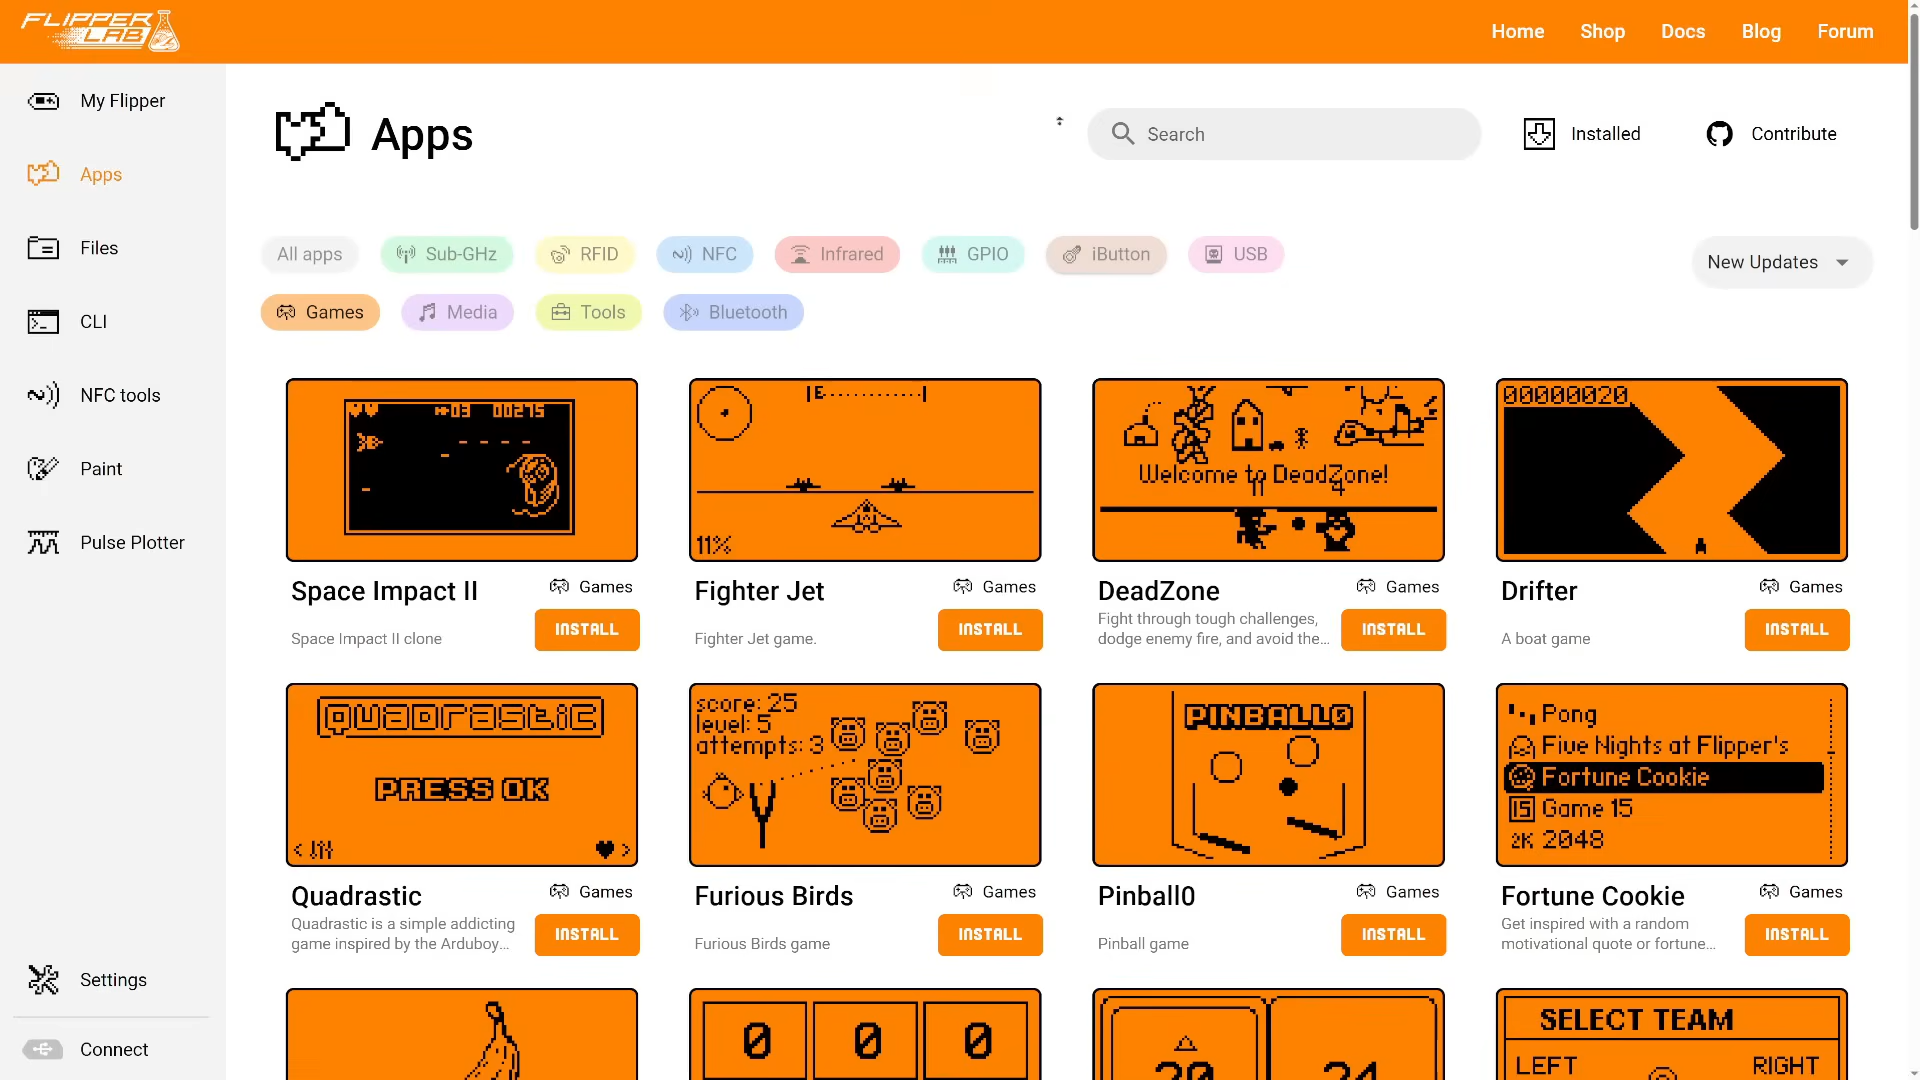 FLIPPER LAB
Home
Shop
Docs
Blog
Forum
My Flipper
Apps
Files
CLI
NFC tools
Paint
Pulse Plotter
Settings
Connect
Apps
Search
Installed
Contribute
All apps
Sub-GHz
RFID
NFC
Infrared
GPIO
iButton
USB
New Updates
Games
Media
Tools
Bluetooth
03 00275
E
11%
Welcome to DeadZone!
00000020
Space Impact II
Games
Space Impact II clone
INSTALL
Fighter Jet
Games
Fighter Jet game.
INSTALL
DeadZone
Games
Fight through tough challenges,
dodge enemy fire, and avoid the...
INSTALL
Drifter
Games
A boat game
INSTALL
QUADRASTIC
PRESS OK
score: 25
level: 5
attempts: 3
PINBALL0
Pong
Five Nights at Flipper's
Fortune Cookie
Game 15
2048
Quadrastic
Games
Quadrastic is a simple addicting
game inspired by the Arduboy...
INSTALL
Furious Birds
Games
Furious Birds game
INSTALL
Pinball0
Games
Pinball game
INSTALL
Fortune Cookie
Games
Get inspired with a random
motivational quote or fortune...
INSTALL
0 0 0
SELECT TEAM
LEFT
RIGHT